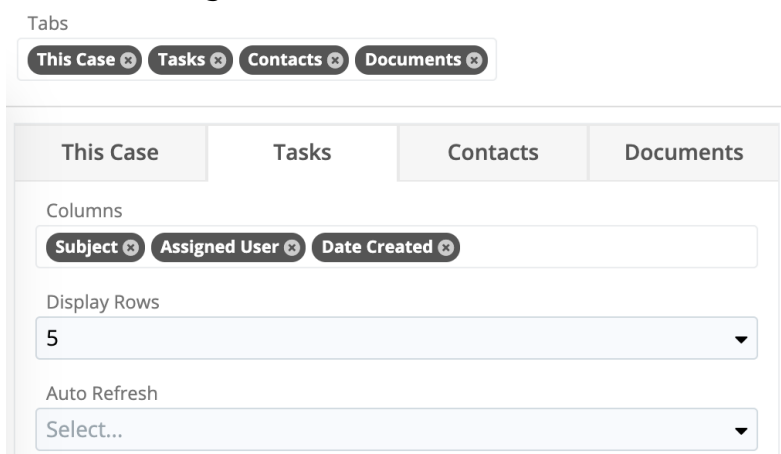 Tabs
This Case Tasks Contacts Documents
This Case Tasks Contacts Documents
Columns
Subject Assigned User Date Created
Display Rows
5
Auto Refresh
Select...